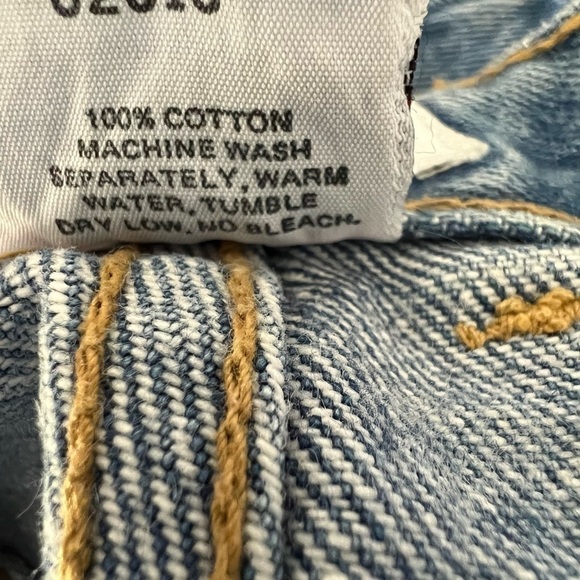 100% COTTON
MACHINE WASH
SEPARATELY, WARM
WATER, TUMBLE
DRY LOW. NO BLEACH.